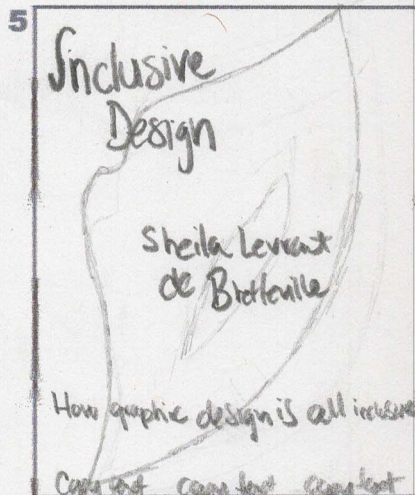 5
Inclusive
Design
Sheila Levrant
de Bretteville
How graphic design is all inclusive
Copy text copy text copy text